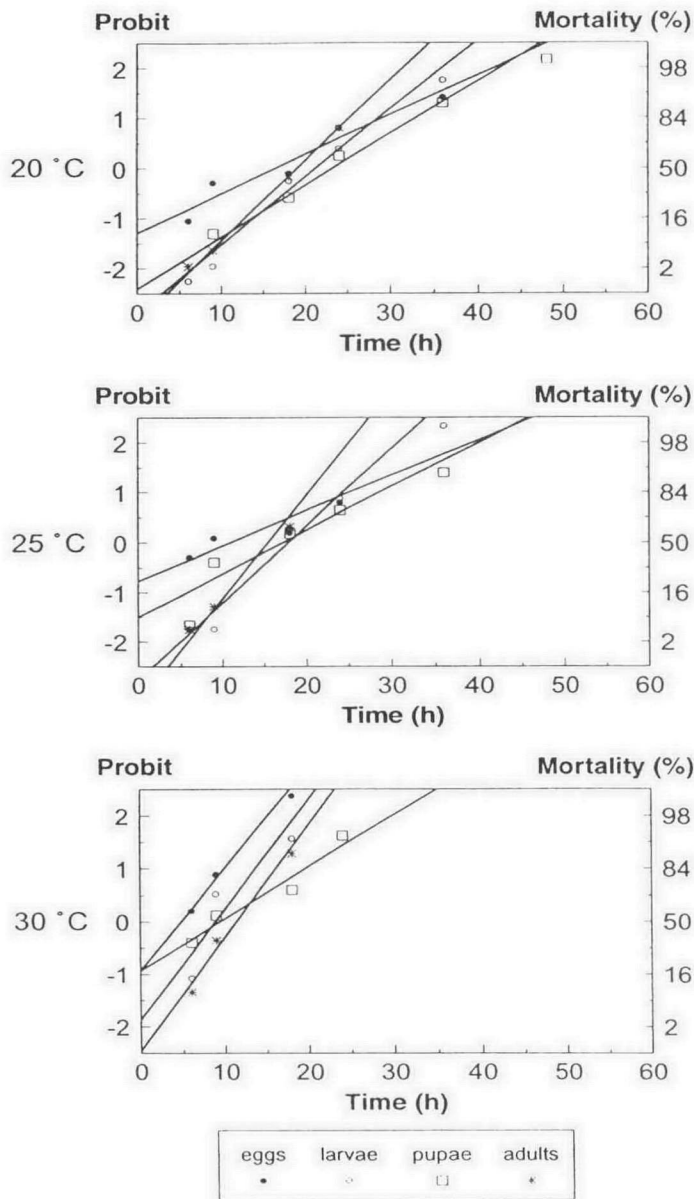 Probit Mortality (%)
2 98
1 84
20 °C 0 50
-1 16
-2 2
0 10 20 30 40 50 60
Time (h)
Probit Mortality (%)
2 98
1 84
25 °C 0 50
-1 16
-2 2
0 10 20 30 40 50 60
Time (h)
Probit Mortality (%)
2 98
1 84
30 °C 0 50
-1 16
-2 2
0 10 20 30 40 50 60
Time (h)
eggs larvae pupae adults